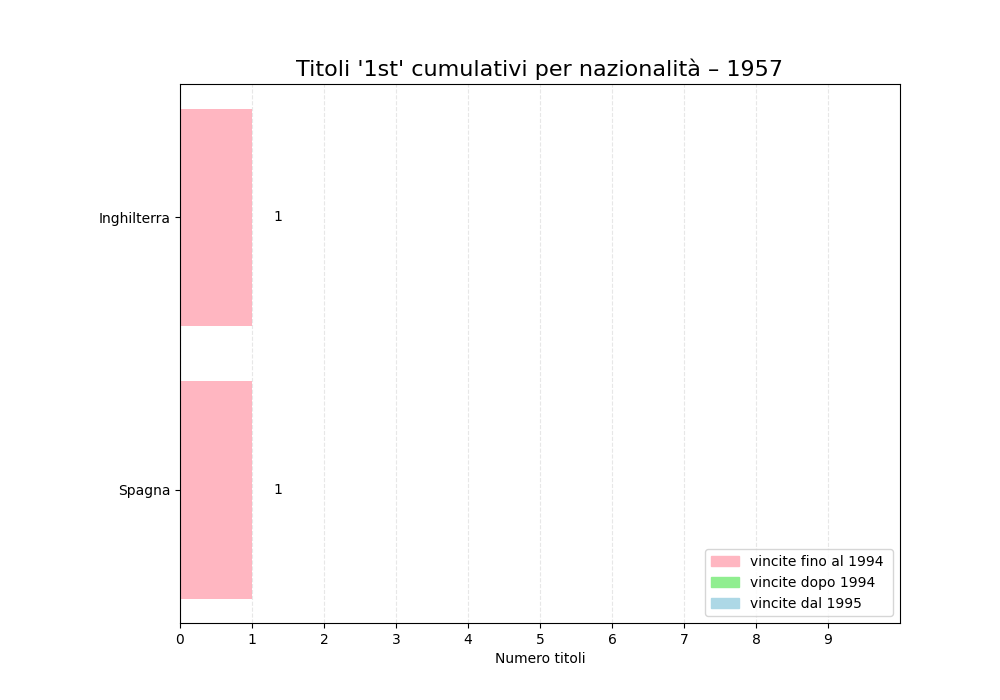 Titoli '1st' cumulativi per nazionalità – 1957
Inghilterra
1
Spagna
1
vincite fino al 1994
vincite dopo 1994
vincite dal 1995
0 1 2 3 4 5 6 7 8 9
Numero titoli